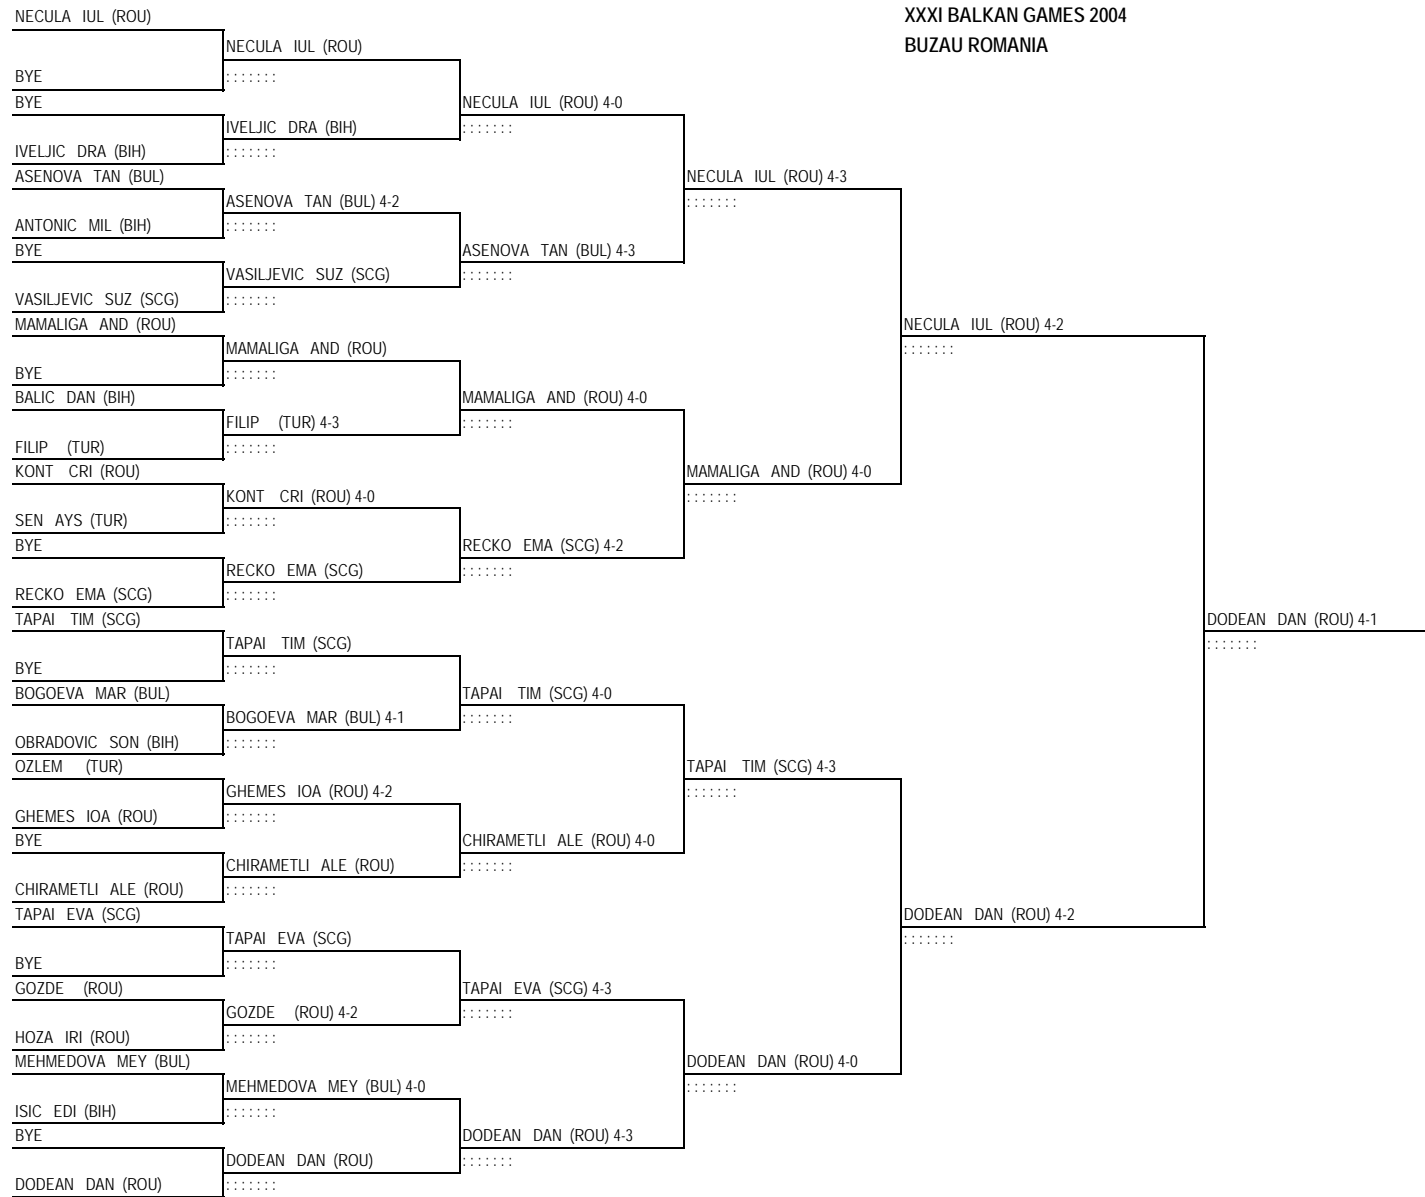 XXXI BALKAN GAMES 2004
BUZAU ROMANIA
NECULA IUL (ROU)
BYE
BYE
IVELJIC DRA (BIH)
ASENOVA TAN (BUL)
ANTONIC MIL (BIH)
BYE
VASILJEVIC SUZ (SCG)
MAMALIGA AND (ROU)
BYE
BALIC DAN (BIH)
FILIP (TUR)
KONT CRI (ROU)
SEN AYS (TUR)
BYE
RECKO EMA (SCG)
TAPAI TIM (SCG)
BYE
BOGOEVA MAR (BUL)
OBRADOVIC SON (BIH)
OZLEM (TUR)
GHEMES IOA (ROU)
BYE
CHIRAMETLI ALE (ROU)
TAPAI EVA (SCG)
BYE
GOZDE (ROU)
HOZA IRI (ROU)
MEHMEDOVA MEY (BUL)
ISIC EDI (BIH)
BYE
DODEAN DAN (ROU)
NECULA IUL (ROU)
: : : : : : :
IVELJIC DRA (BIH)
: : : : : : :
ASENOVA TAN (BUL) 4-2
: : : : : : :
VASILJEVIC SUZ (SCG)
: : : : : : :
MAMALIGA AND (ROU)
: : : : : : :
FILIP (TUR) 4-3
: : : : : : :
KONT CRI (ROU) 4-0
: : : : : : :
RECKO EMA (SCG)
: : : : : : :
TAPAI TIM (SCG)
: : : : : : :
BOGOEVA MAR (BUL) 4-1
: : : : : : :
GHEMES IOA (ROU) 4-2
: : : : : : :
CHIRAMETLI ALE (ROU)
: : : : : : :
TAPAI EVA (SCG)
: : : : : : :
GOZDE (ROU) 4-2
: : : : : : :
MEHMEDOVA MEY (BUL) 4-0
: : : : : : :
DODEAN DAN (ROU)
: : : : : : :
NECULA IUL (ROU) 4-0
: : : : : : :
ASENOVA TAN (BUL) 4-3
: : : : : : :
MAMALIGA AND (ROU) 4-0
: : : : : : :
RECKO EMA (SCG) 4-2
: : : : : : :
TAPAI TIM (SCG) 4-0
: : : : : : :
CHIRAMETLI ALE (ROU) 4-0
: : : : : : :
TAPAI EVA (SCG) 4-3
: : : : : : :
DODEAN DAN (ROU) 4-3
: : : : : : :
NECULA IUL (ROU) 4-3
: : : : : : :
MAMALIGA AND (ROU) 4-0
: : : : : : :
TAPAI TIM (SCG) 4-3
: : : : : : :
DODEAN DAN (ROU) 4-0
: : : : : : :
NECULA IUL (ROU) 4-2
: : : : : : :
DODEAN DAN (ROU) 4-2
: : : : : : :
DODEAN DAN (ROU) 4-1
: : : : : : :